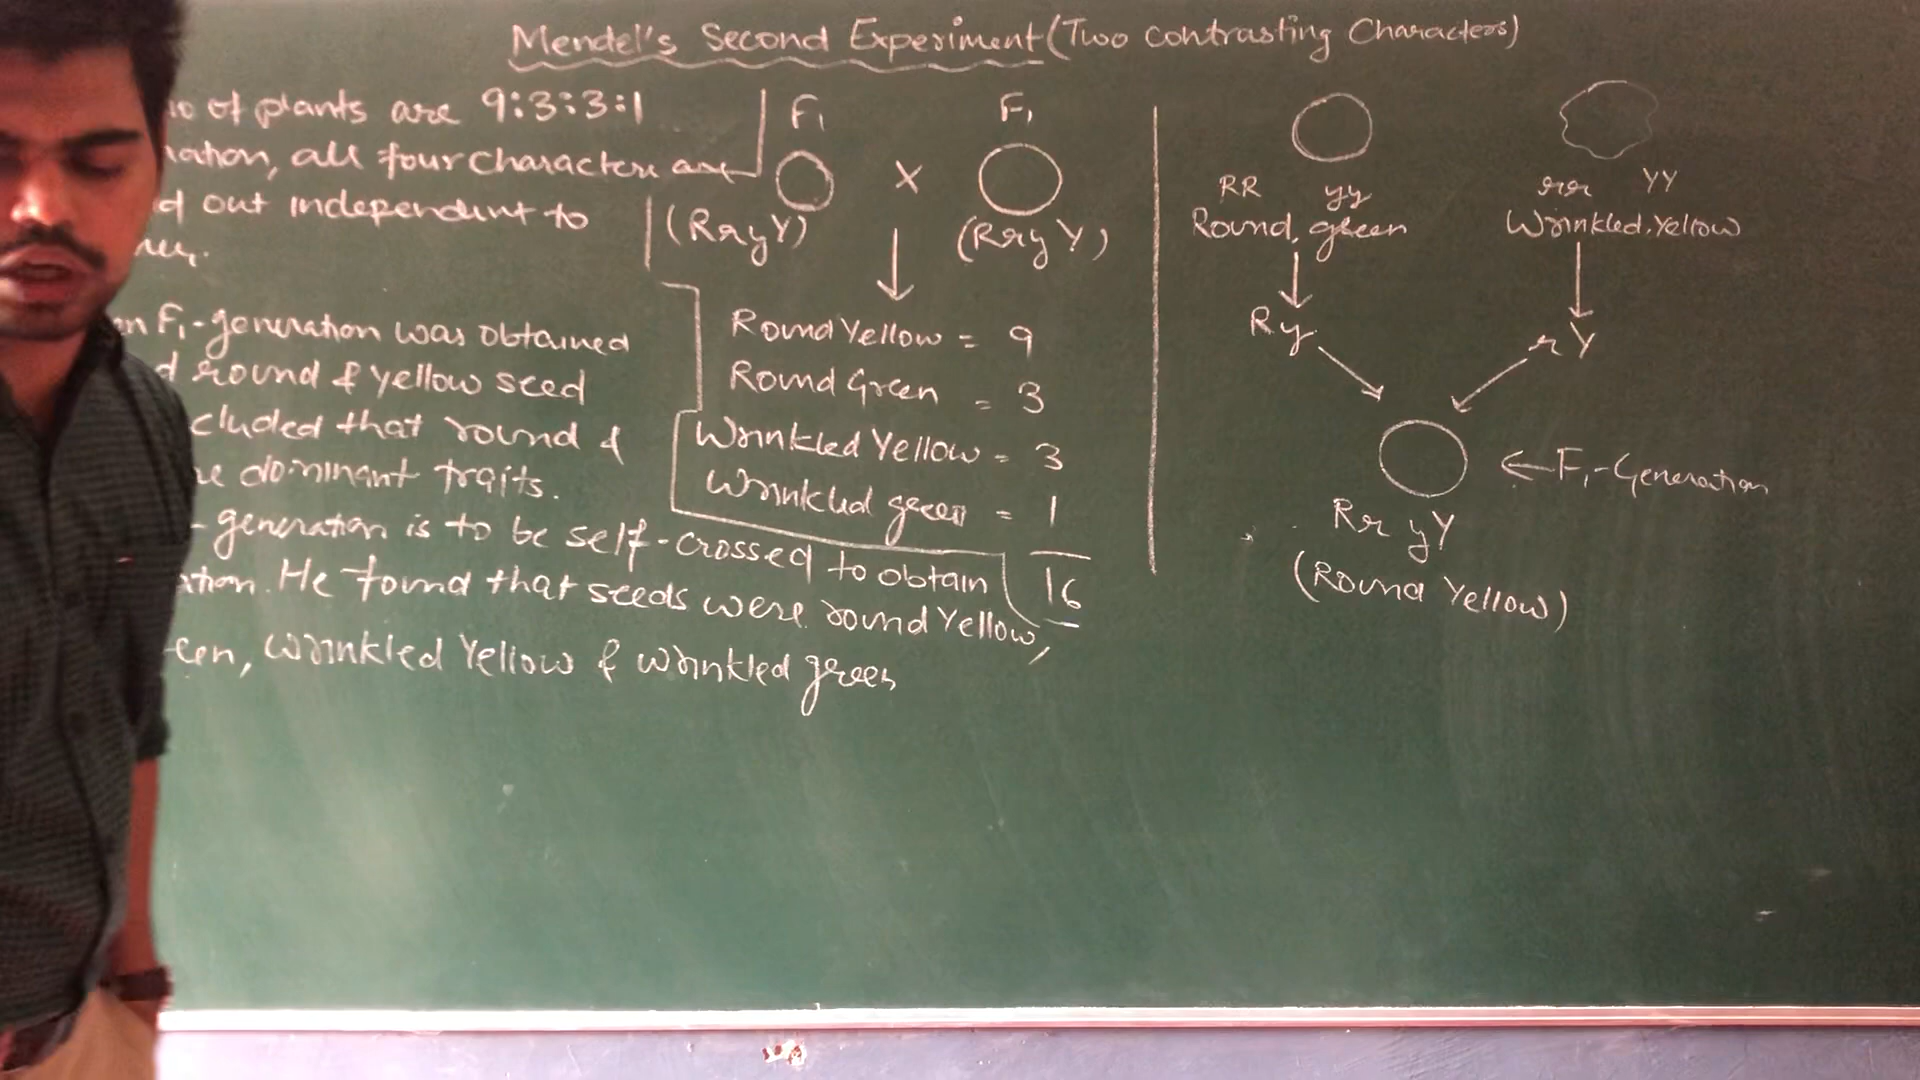 Mendel's Second Experiment (Two contrasting Characters)
of plants are 9:3:3:1
all four characters are
out independent to
F1-generation was obtained
round & yellow seed
cluded that round &
dominant traits.
- generation is to be self-crossed to obtain
He found that seeds were round Yellow,
een, wrinkled Yellow & wrinkled green
F1 F1
X
(RryY) (RryY)
Round Yellow = 9
Round Green = 3
Wrinkled Yellow = 3
Wrinkled green = 1
16
RR yy rr YY
Round, green Wrinkled, Yellow
Ry rY
← F1-Generation
Rr yY
(Round Yellow)